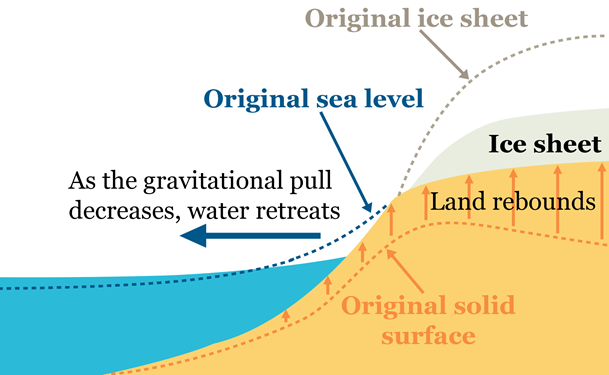 Original ice sheet
Original sea level
Ice sheet
As the gravitational pull
decreases, water retreats
Land rebounds
Original solid
surface